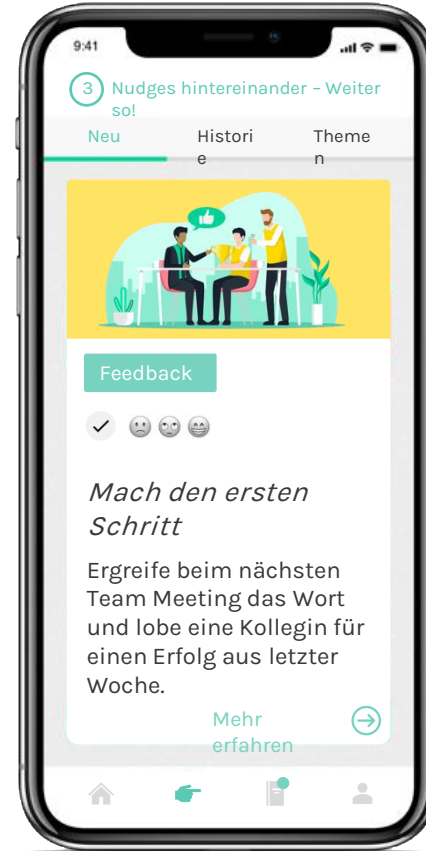 9:41
3 Nudges hintereinander – Weiter
so!
Neu
Histori
e
Theme
n
Feedback
Mach den ersten
Schritt
Ergreife beim nächsten
Team Meeting das Wort
und lobe eine Kollegin für
einen Erfolg aus letzter
Woche.
Mehr
erfahren